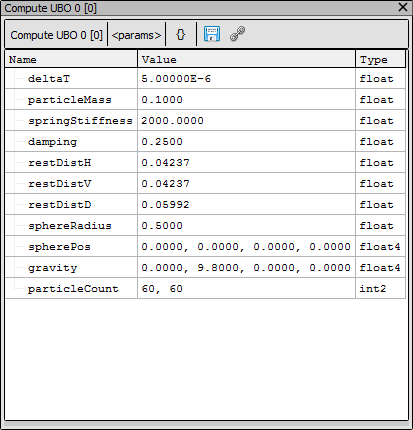 Compute UBO 0 [0]
Compute UBO 0 [0] <params> {}
Name Value Type
deltaT 5.00000E-6 float
particleMass 0.1000 float
springStiffness 2000.0000 float
damping 0.2500 float
restDistH 0.04237 float
restDistV 0.04237 float
restDistD 0.05992 float
sphereRadius 0.5000 float
spherePos 0.0000, 0.0000, 0.0000, 0.0000 float4
gravity 0.0000, 9.8000, 0.0000, 0.0000 float4
particleCount 60, 60 int2